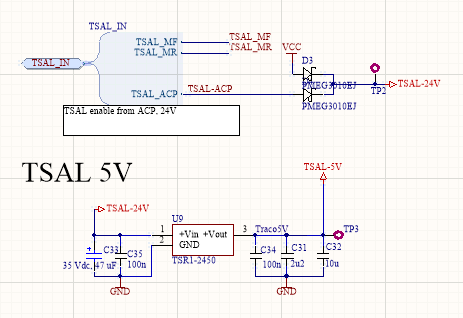 TSAL_IN
TSAL_MF
TSAL_MF
TSAL_MR
TSAL_MR
VCC
D3
TSAL_IN
TSAL_ACP
TSAL-ACP
PMEG3010EJ
TP2
TSAL-24V
PMEG3010EJ
TSAL enable from ACP, 24V
TSAL 5V
TSAL-5V
TSAL-24V
U9
1
+Vin +Vout
3
Traco5V
TP3
2
GND
C33
C35
C34
C31
C32
35 Vdc, 47 uF
100n
TSR1-2450
100n
2u2
10u
GND
GND